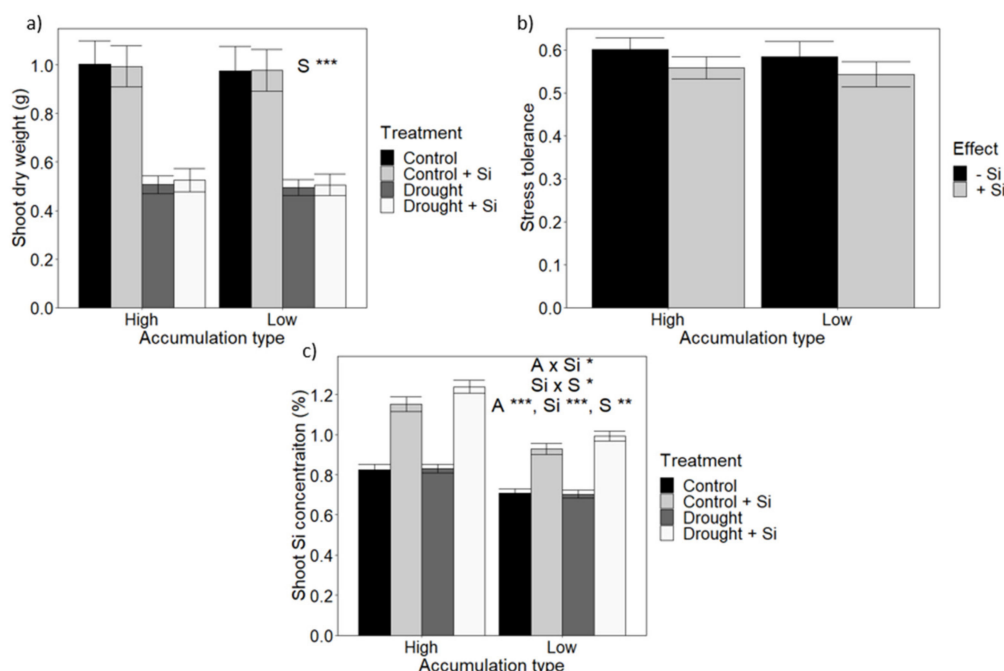 a)
Shoot dry weight (g)
1.0
0.8
0.6
0.4
0.2
0.0
S ***
High
Low
Accumulation type
Treatment
Control
Control + Si
Drought
Drought + Si
b)
Stress tolerance
0.6
0.5
0.4
0.3
0.2
0.1
0.0
High
Low
Accumulation type
Effect
- Si
+ Si
c)
Shoot Si concentraiton (%)
1.2
1.0
0.8
0.6
0.4
0.2
0.0
A x Si *
Si x S *
A ***, Si ***, S **
High
Low
Accumulation type
Treatment
Control
Control + Si
Drought
Drought + Si